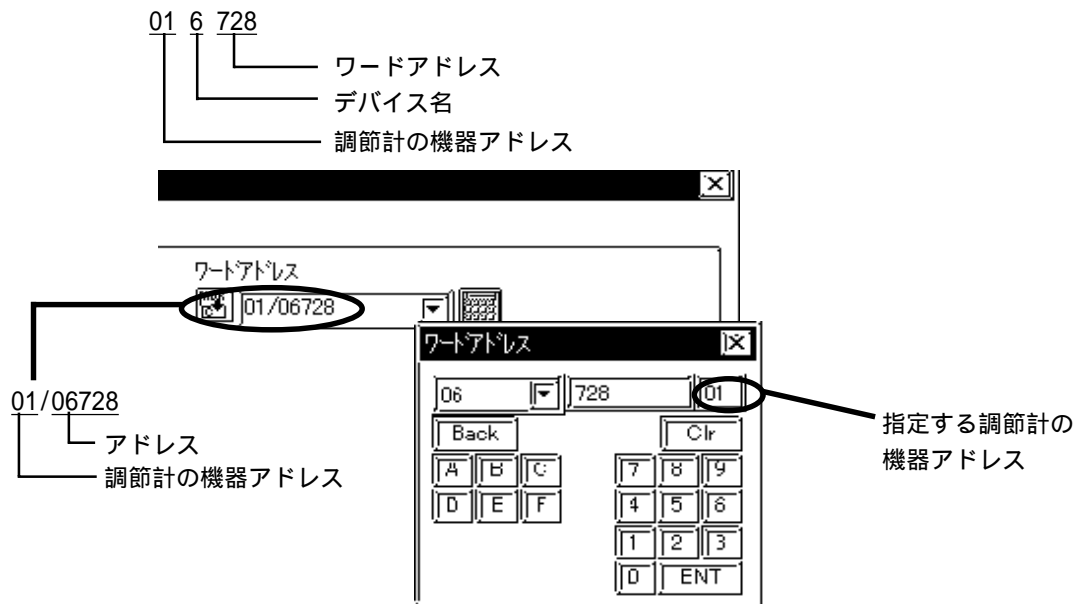 01 6 728
ワードアドレス
デバイス名
調節計の機器アドレス
ワードアドレス
01/06728
ワードアドレス
06 728 01
Back Clr
A B C 7 8 9
D E F 4 5 6
1 2 3
0 ENT
01/06728
アドレス
調節計の機器アドレス
指定する調節計の
機器アドレス